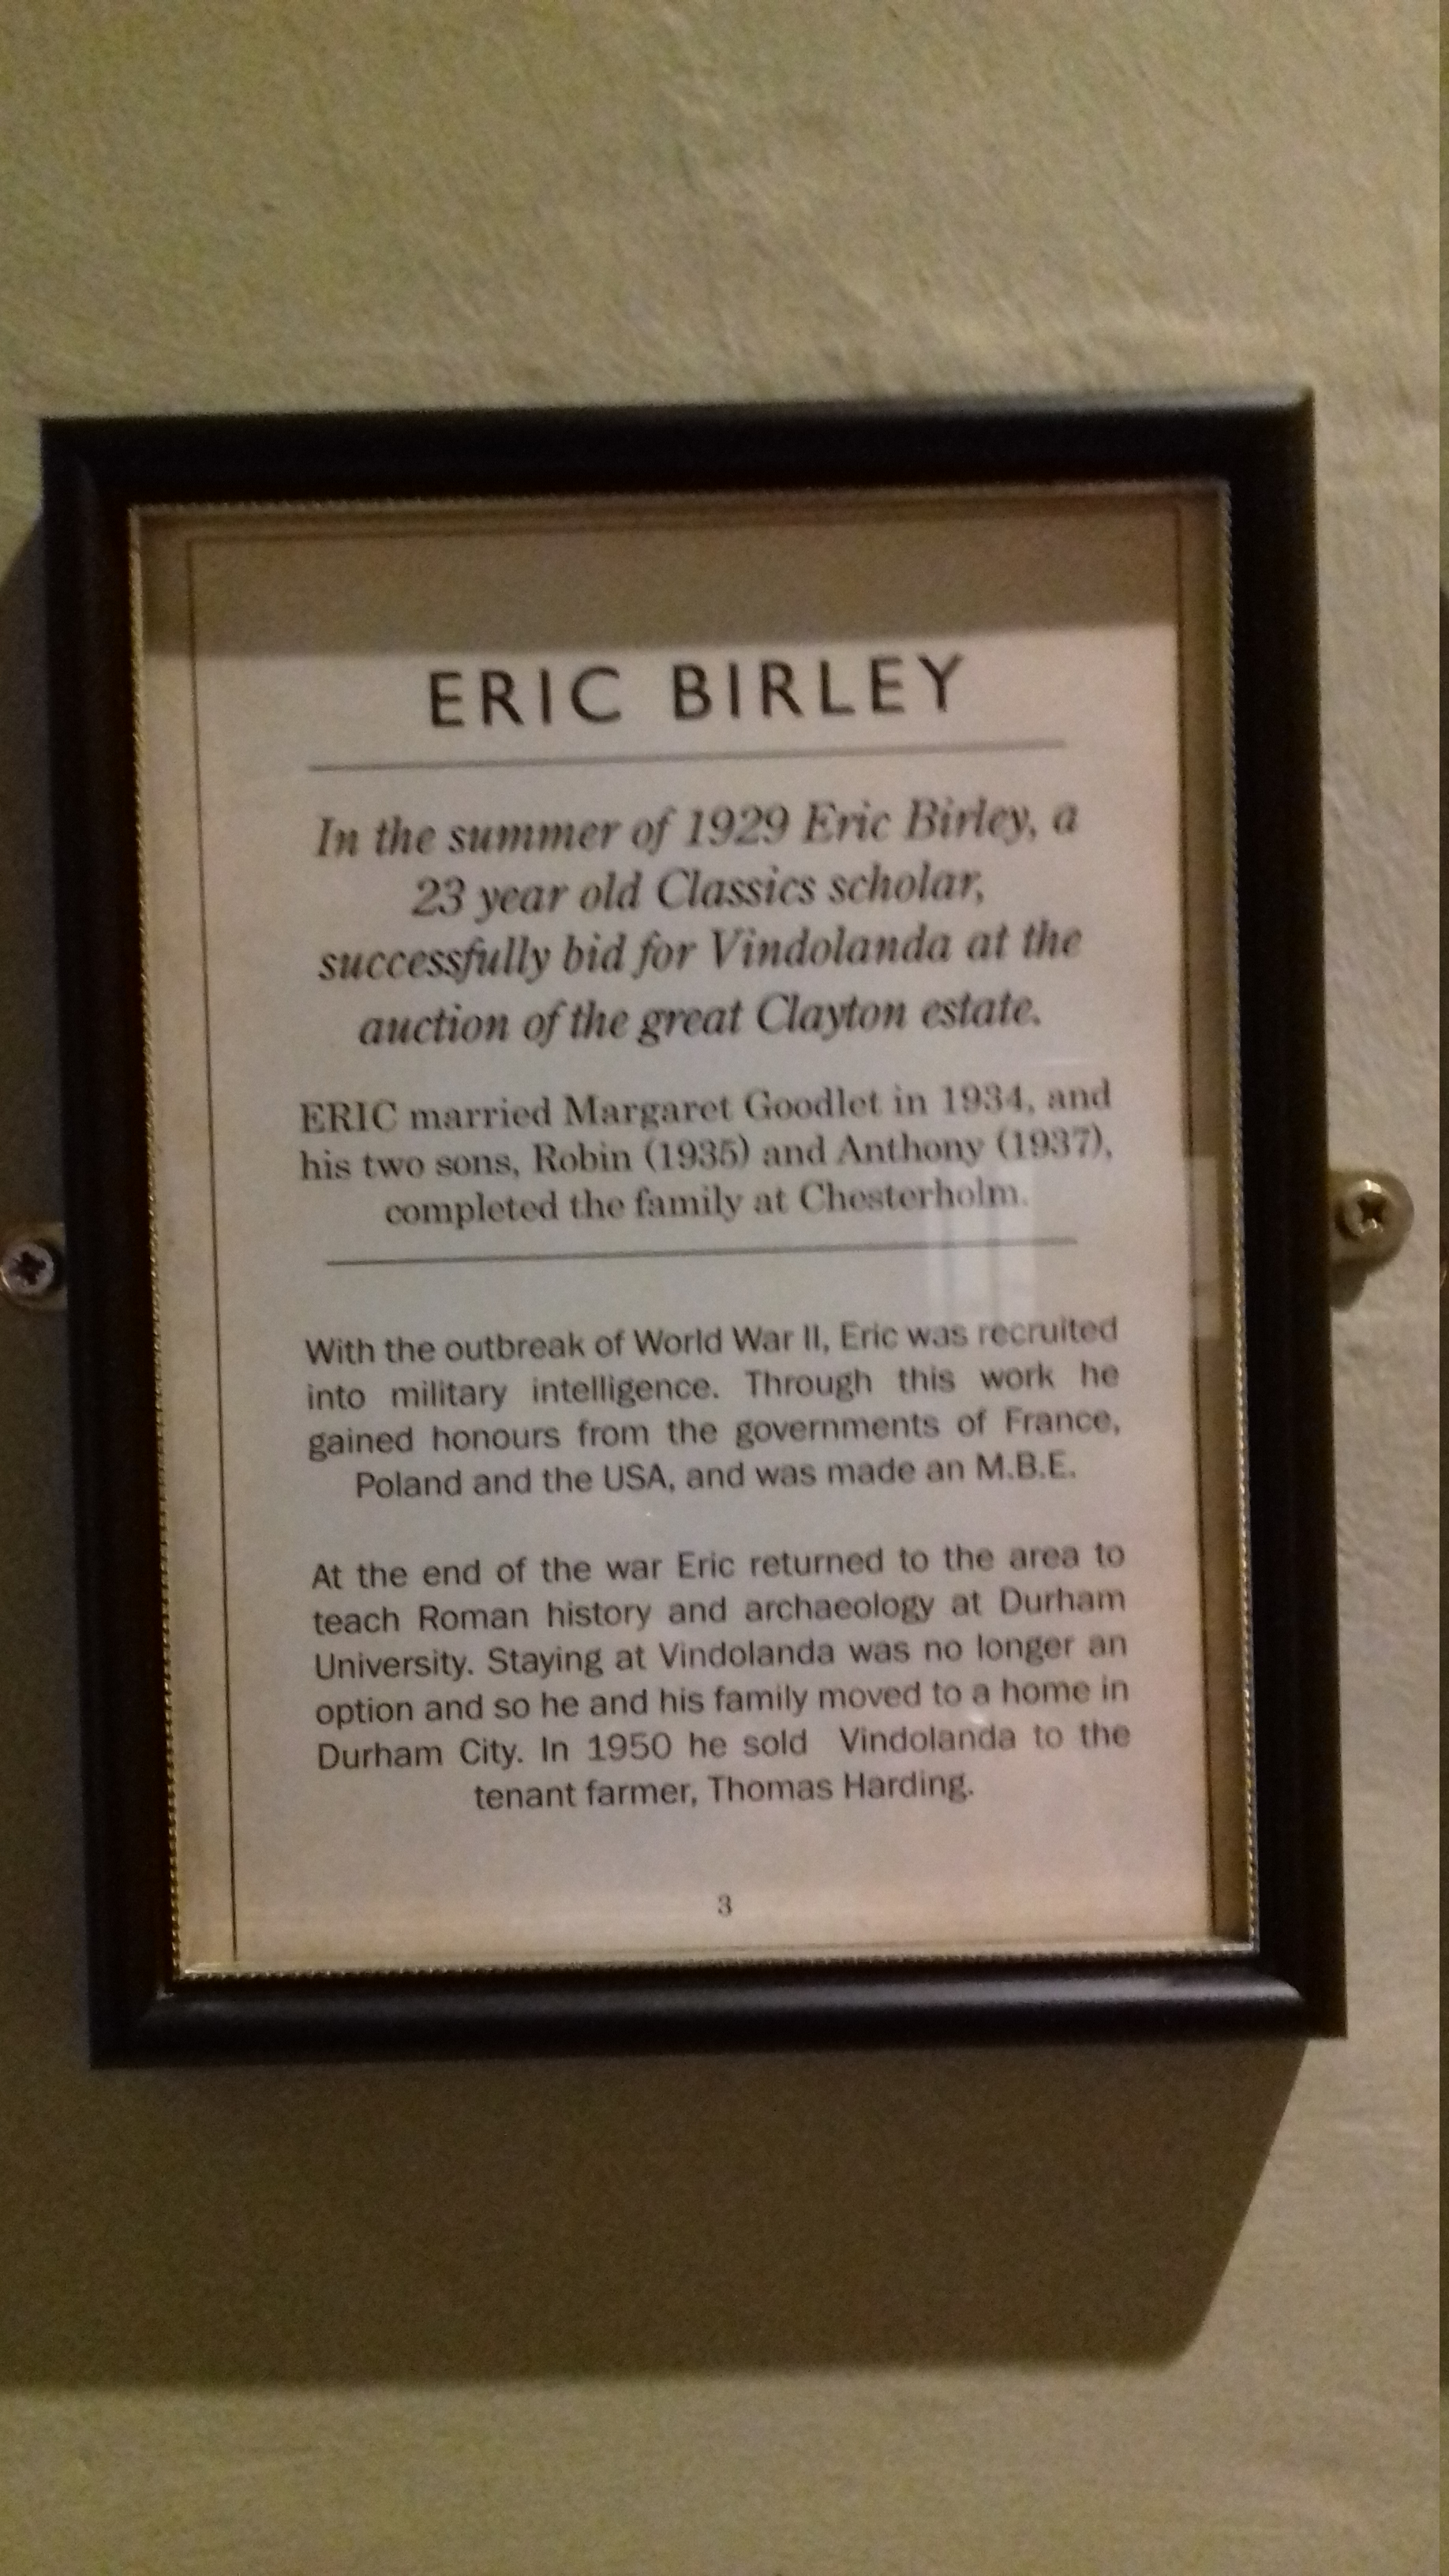 ERIC BIRLEY
In the summer of 1929 Eric Birley, a
23 year old Classics scholar,
successfully bid for Vindolanda at the
auction of the great Clayton estate.
ERIC married Margaret Goodlet in 1934, and
his two sons, Robin (1935) and Anthony (1937),
completed the family at Chesterholm.
With the outbreak of World War II, Eric was recruited
into military intelligence. Through this work he
gained honours from the governments of France,
Poland and the USA, and was made an M.B.E.
At the end of the war Eric returned to the area to
teach Roman history and archaeology at Durham
University. Staying at Vindolanda was no longer an
option and so he and his family moved to a home in
Durham City. In 1950 he sold Vindolanda to the
tenant farmer, Thomas Harding.
3